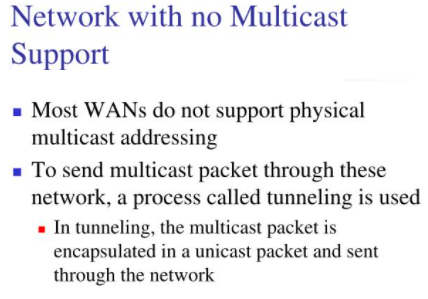 Network with no Multicast
Support
Most WANs do not support physical
multicast addressing
To send multicast packet through these
network, a process called tunneling is used
In tunneling, the multicast packet is
encapsulated in a unicast packet and sent
through the network